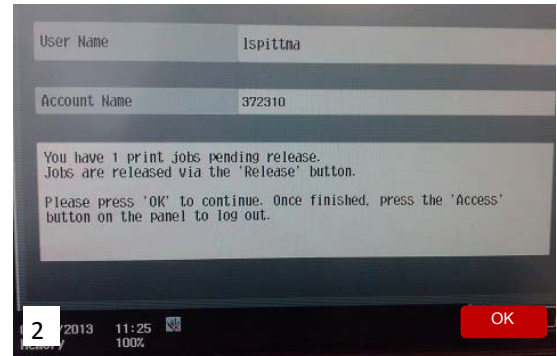 User Name
lspittma
Account Name
372310
You have 1 print jobs pending release.
Jobs are released via the 'Release' button.
Please press 'OK' to continue. Once finished, press the 'Access'
button on the panel to log out.
2
/2013 11:25
Memory 100%
OK